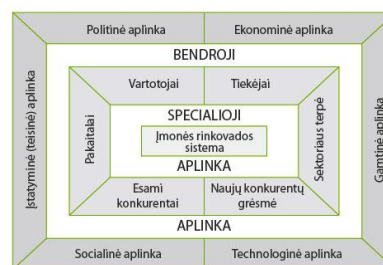 Politinė aplinka
Ekonominė aplinka
BENDROJI
Vartotojai
Tiekėjai
SPECIALIOJI
Įstatyminė (teisinė) aplinka
Pakaitalai
Įmonės rinkovados
sistema
Sektoriaus terpė
Gamtinė aplinka
APLINKA
Esami
konkurentai
Naujų konkurentų
grėsmė
APLINKA
Socialinė aplinka
Technologinė aplinka